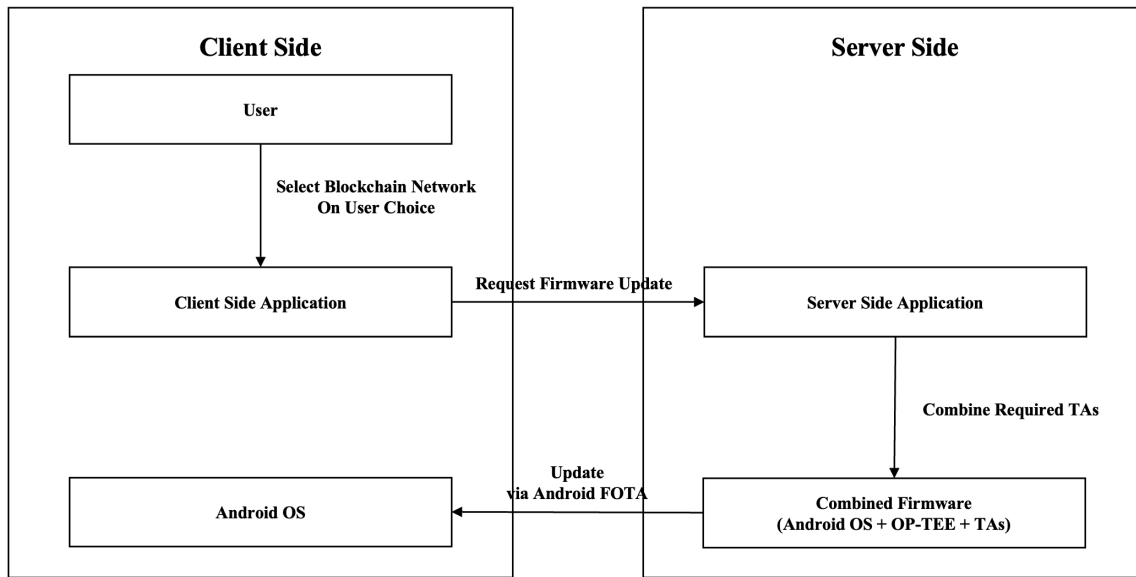 Client Side
User
Select Blockchain Network
On User Choice
Client Side Application
Android OS
Request Firmware Update
Update
via Android FOTA
Server Side
Server Side Application
Combine Required TAs
Combined Firmware
(Android OS + OP-TEE + TAs)